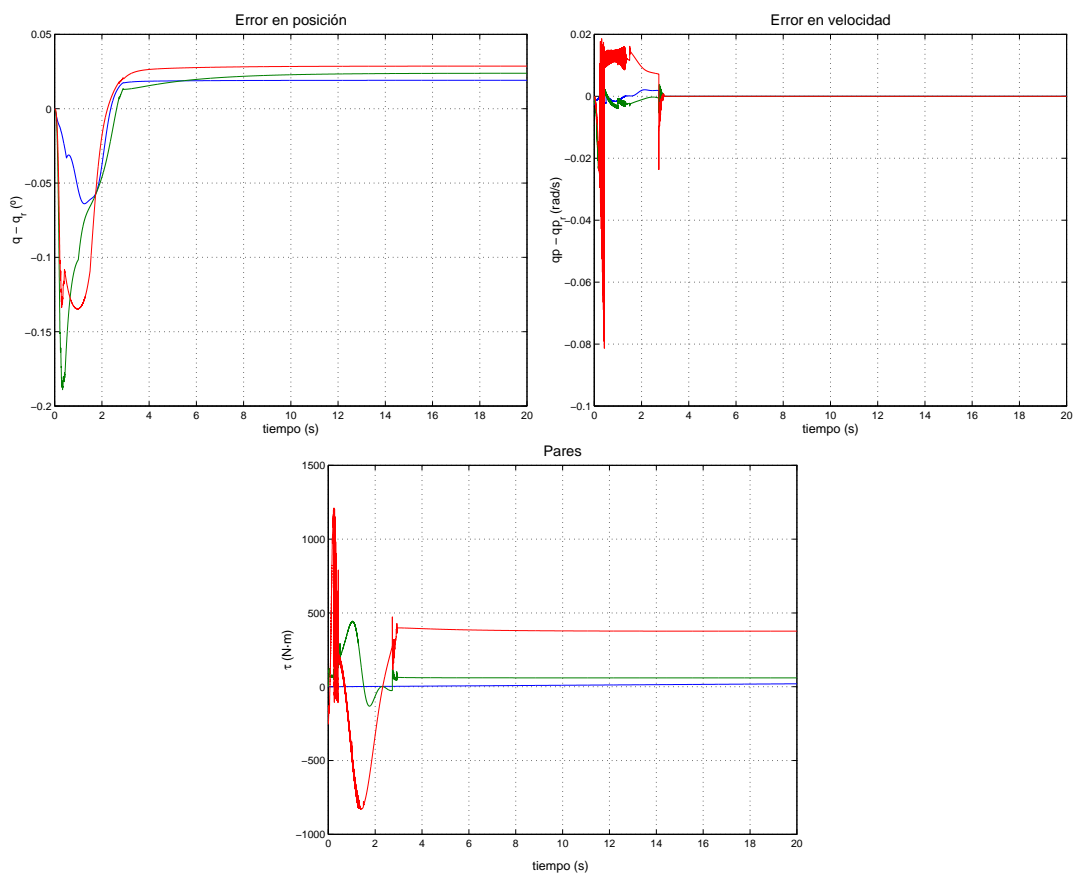 Error en posición
0.05
0
−0.05
−0.1
−0.15
−0.2
q − qr (º)
0 2 4 6 8 10 12 14 16 18 20
tiempo (s)
Error en velocidad
0.02
0
−0.02
−0.04
−0.06
−0.08
−0.1
qp − qpr (rad/s)
0 2 4 6 8 10 12 14 16 18 20
tiempo (s)
Pares
1500
1000
500
0
−500
−1000
τ (N·m)
0 2 4 6 8 10 12 14 16 18 20
tiempo (s)